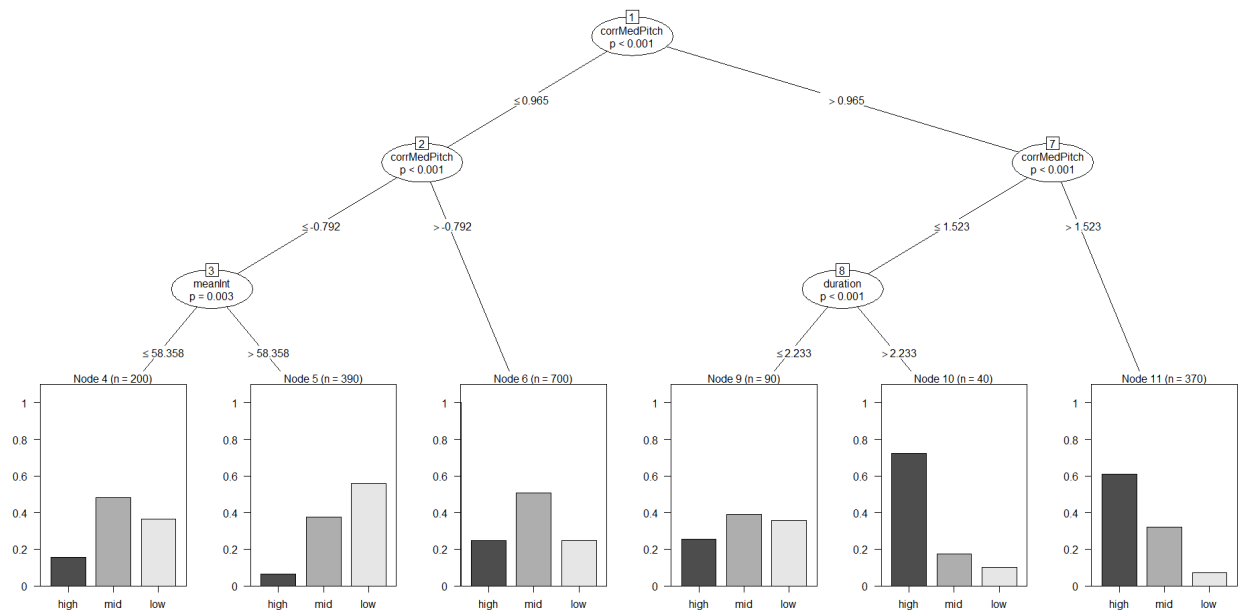 1
corrMedPitch
p < 0.001
≤ 0.965
> 0.965
2
corrMedPitch
p < 0.001
7
corrMedPitch
p < 0.001
≤ -0.792
> -0.792
≤ 1.523
> 1.523
3
meanInt
p = 0.003
8
duration
p < 0.001
≤ 58.358
> 58.358
≤ 2.233
> 2.233
Node 4 (n = 200)
1
0.8
0.6
0.4
0.2
0
high mid low
Node 5 (n = 390)
1
0.8
0.6
0.4
0.2
0
high mid low
Node 6 (n = 700)
1
0.8
0.6
0.4
0.2
0
high mid low
Node 9 (n = 90)
1
0.8
0.6
0.4
0.2
0
high mid low
Node 10 (n = 40)
1
0.8
0.6
0.4
0.2
0
high mid low
Node 11 (n = 370)
1
0.8
0.6
0.4
0.2
0
high mid low